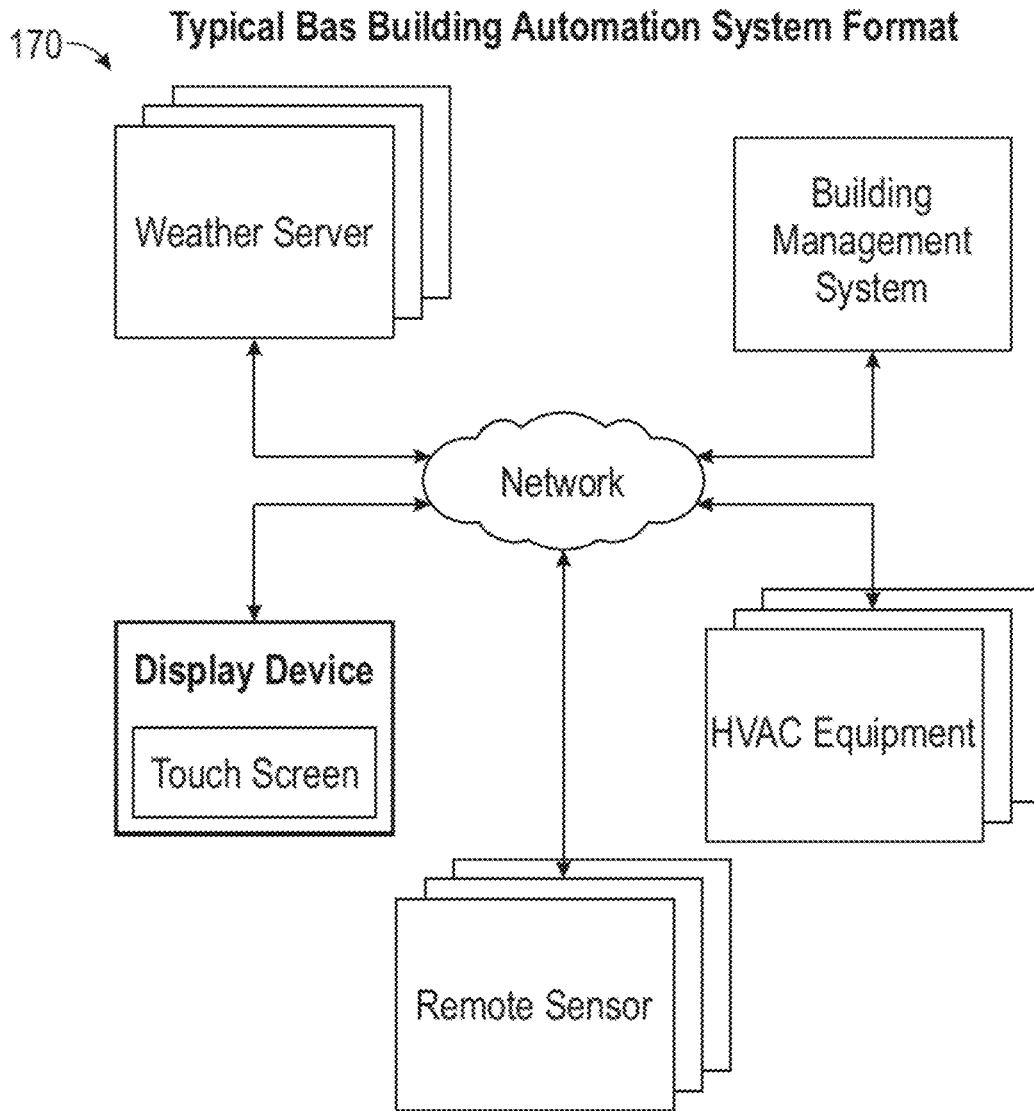 Typical Bas Building Automation System Format
170
Weather Server
Building
Management
System
Network
Display Device
Touch Screen
HVAC Equipment
Remote Sensor